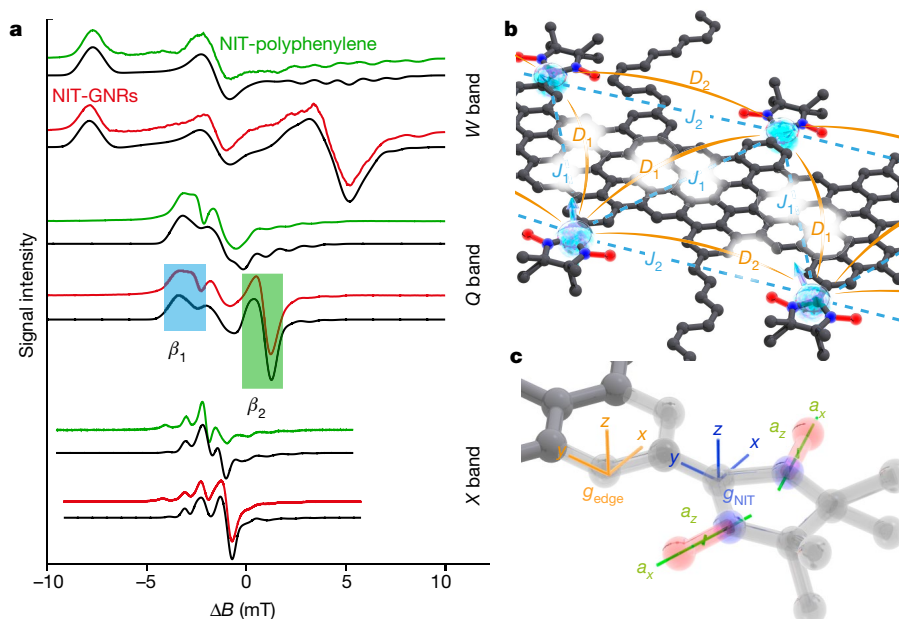 a
NIT-polyphenylene
NIT-GNRs
W band
Q band
X band
β1
β2
Signal intensity
−10
−5
0
5
10
ΔB (mT)
b
D2
J2
D1
J1
D1
J1
J1
D1
D2
J2
c
z
x
y
gedge
z
x
y
gNIT
az
ax
az
ax